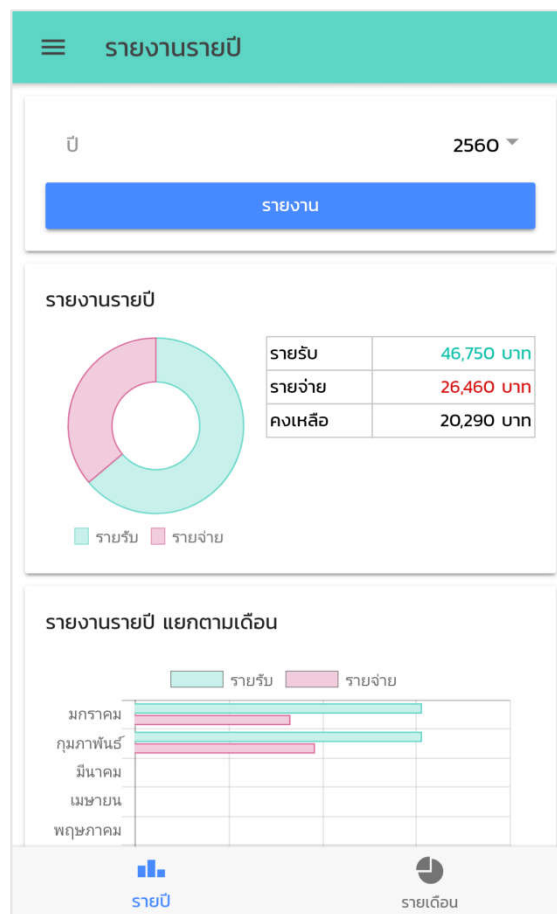 รายงานรายปี
ปี 2560
รายงาน
รายงานรายปี
รายรับ 46,750 บาท
รายจ่าย 26,460 บาท
คงเหลือ 20,290 บาท
รายรับ รายจ่าย
รายงานรายปี แยกตามเดือน
รายรับ รายจ่าย
มกราคม
กุมภาพันธ์
มีนาคม
เมษายน
พฤษภาคม
รายปี รายเดือน